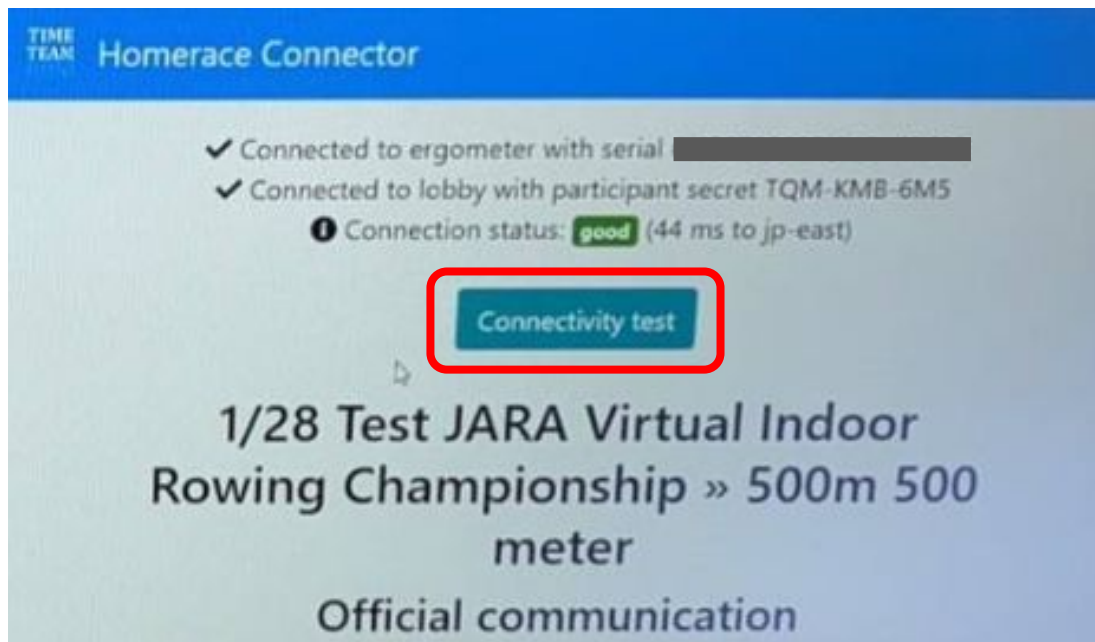 TIME
TEAM
Homerace Connector
✔ Connected to ergometer with serial
✔ Connected to lobby with participant secret TQM-KMB-6M5
Connection status: good (44 ms to jp-east)
Connectivity test
1/28 Test JARA Virtual Indoor
Rowing Championship » 500m 500
meter
Official communication